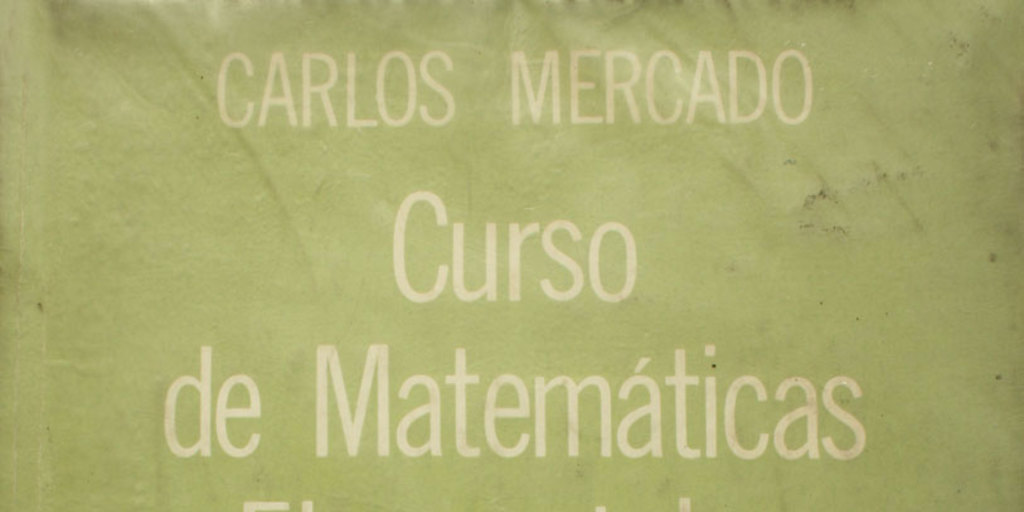 CARLOS MERCADO
Curso
de Matemáticas